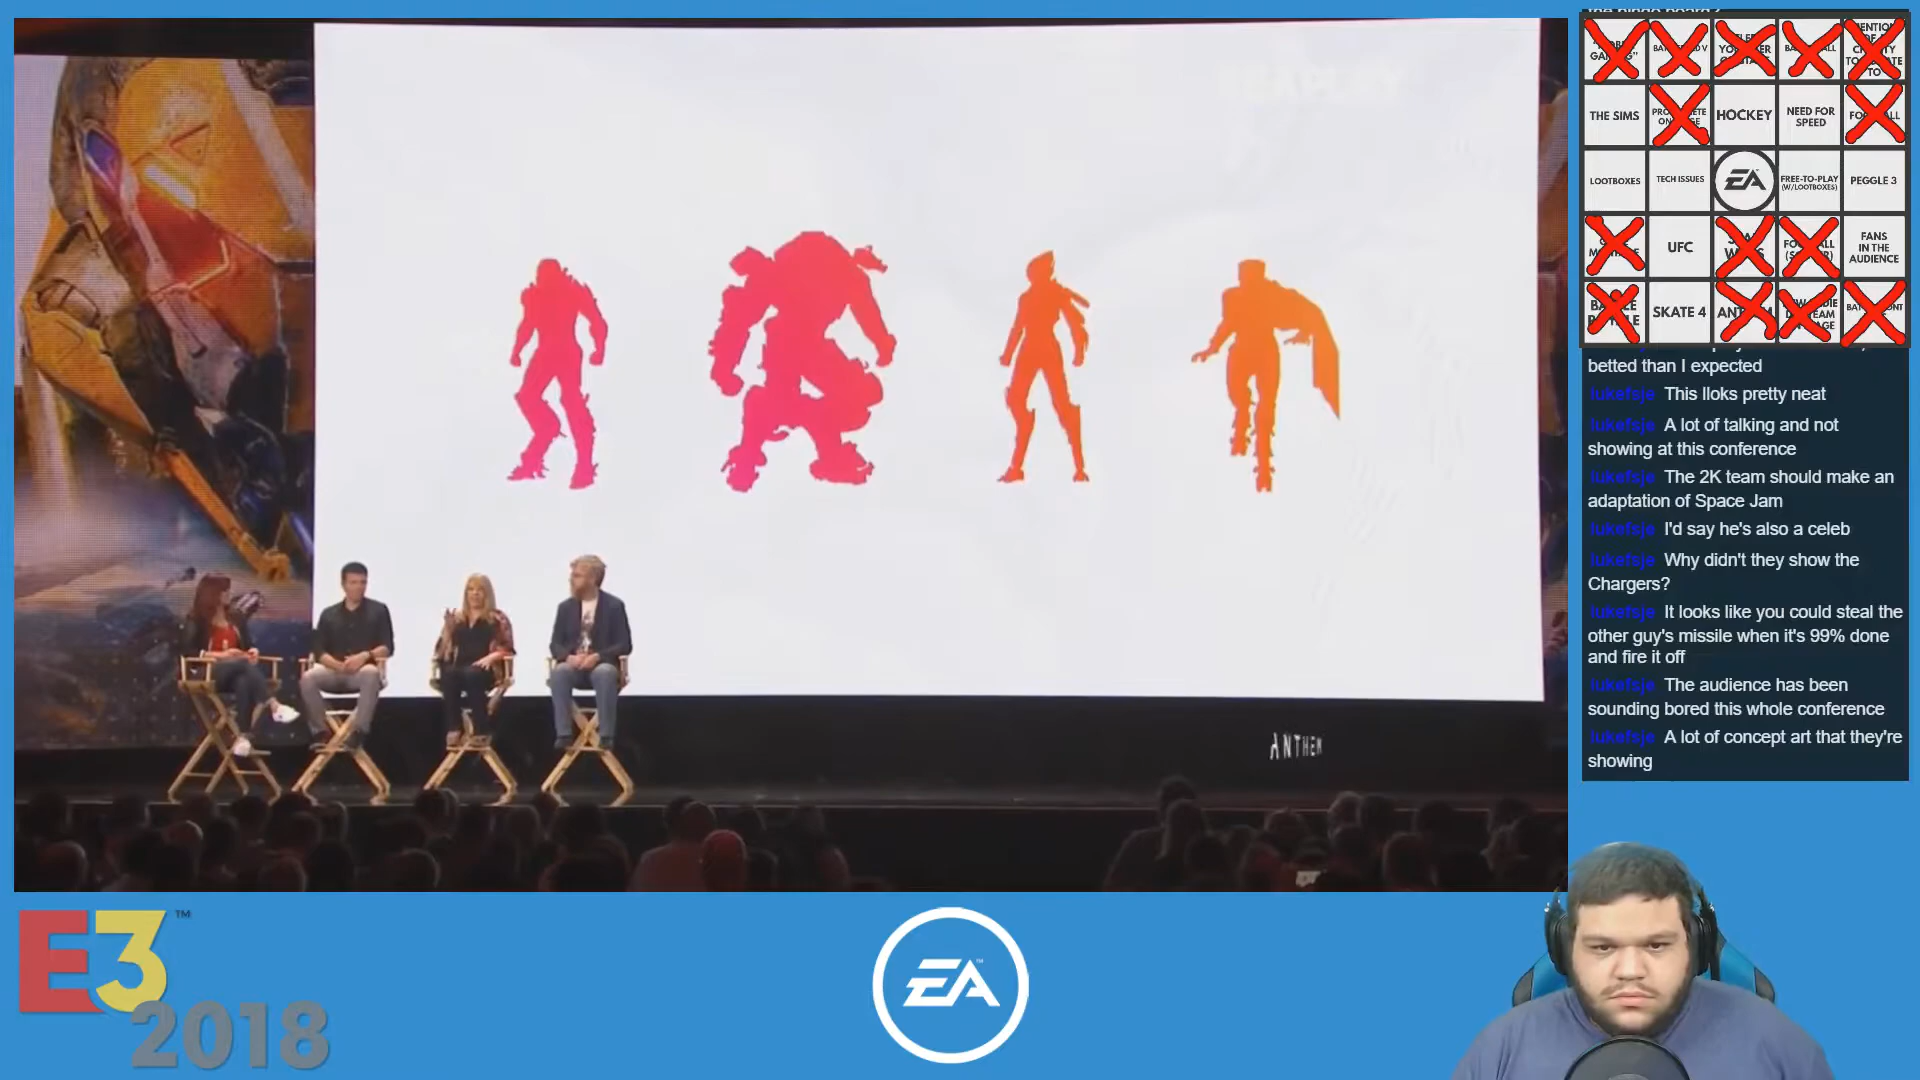 THE SIMS
HOCKEY
NEED FOR
SPEED
LOOTBOXES
TECH ISSUES
EA
FREE-TO-PLAY
(W/LOOTBOXES)
PEGGLE 3
UFC
FANS
IN THE
AUDIENCE
SKATE 4
betted than I expected
lukefsje This lloks pretty neat
lukefsje A lot of talking and not
showing at this conference
lukefsje The 2K team should make an
adaptation of Space Jam
lukefsje I'd say he's also a celeb
lukefsje Why didn't they show the
Chargers?
lukefsje It looks like you could steal the
other guy's missile when it's 99% done
and fire it off
lukefsje The audience has been
sounding bored this whole conference
lukefsje A lot of concept art that they're
showing
ANTHEM
E3™
2018
EA™